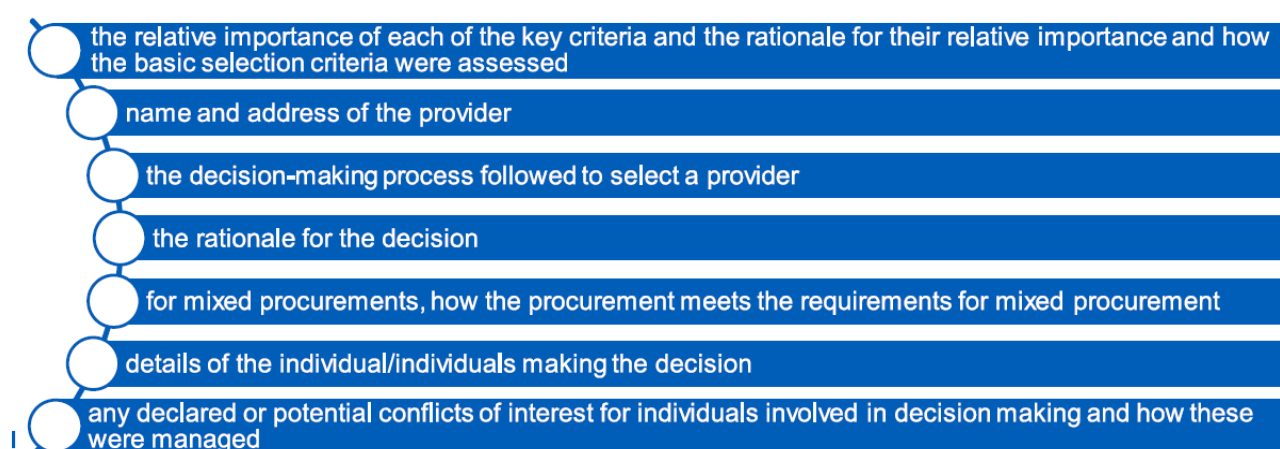 the relative importance of each of the key criteria and the rationale for their relative importance and how
the basic selection criteria were assessed
name and address of the provider
the decision-making process followed to select a provider
the rationale for the decision
for mixed procurements, how the procurement meets the requirements for mixed procurement
details of the individual/individuals making the decision
any declared or potential conflicts of interest for individuals involved in decision making and how these
were managed